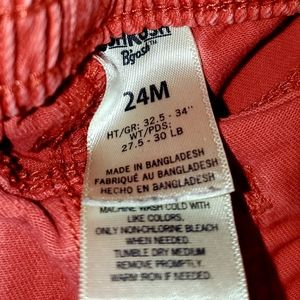 B'gosh™
24M
HT/GR: 32.5 - 34"
WT/PDS:
27.5 - 30 LB
MADE IN BANGLADESH
FABRIQUÉ AU BANGLADESH
HECHO EN BANGLADESH
MACHINE WASH COLD WITH
LIKE COLORS.
ONLY NON-CHLORINE BLEACH
WHEN NEEDED.
TUMBLE DRY MEDIUM
REMOVE PROMPTLY.
WARM IRON IF NEEDED.